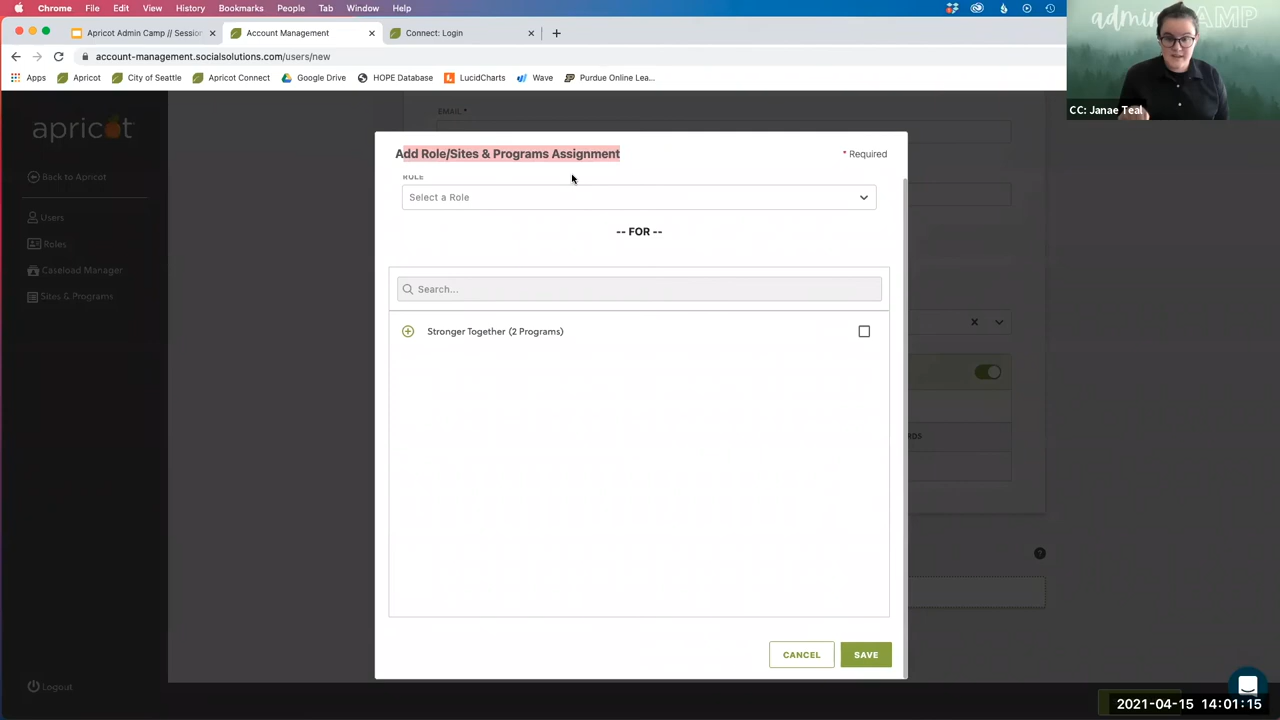 Chrome File Edit View History Bookmarks People Tab Window Help
Apricot Admin Camp // Session
Account Management
Connect: Login
account-management.socialsolutions.com/users/new
Apps Apricot City of Seattle Apricot Connect Google Drive HOPE Database LucidCharts Wave Purdue Online Lea...
CC: Janae Teal
apricot
EMAIL *
Add Role/Sites & Programs Assignment
* Required
Back to Apricot
ROLE
Select a Role
Users
-- FOR --
Roles
Caseload Manager
Search...
Sites & Programs
Stronger Together (2 Programs)
CANCEL
SAVE
Logout
2021-04-15 14:01:15